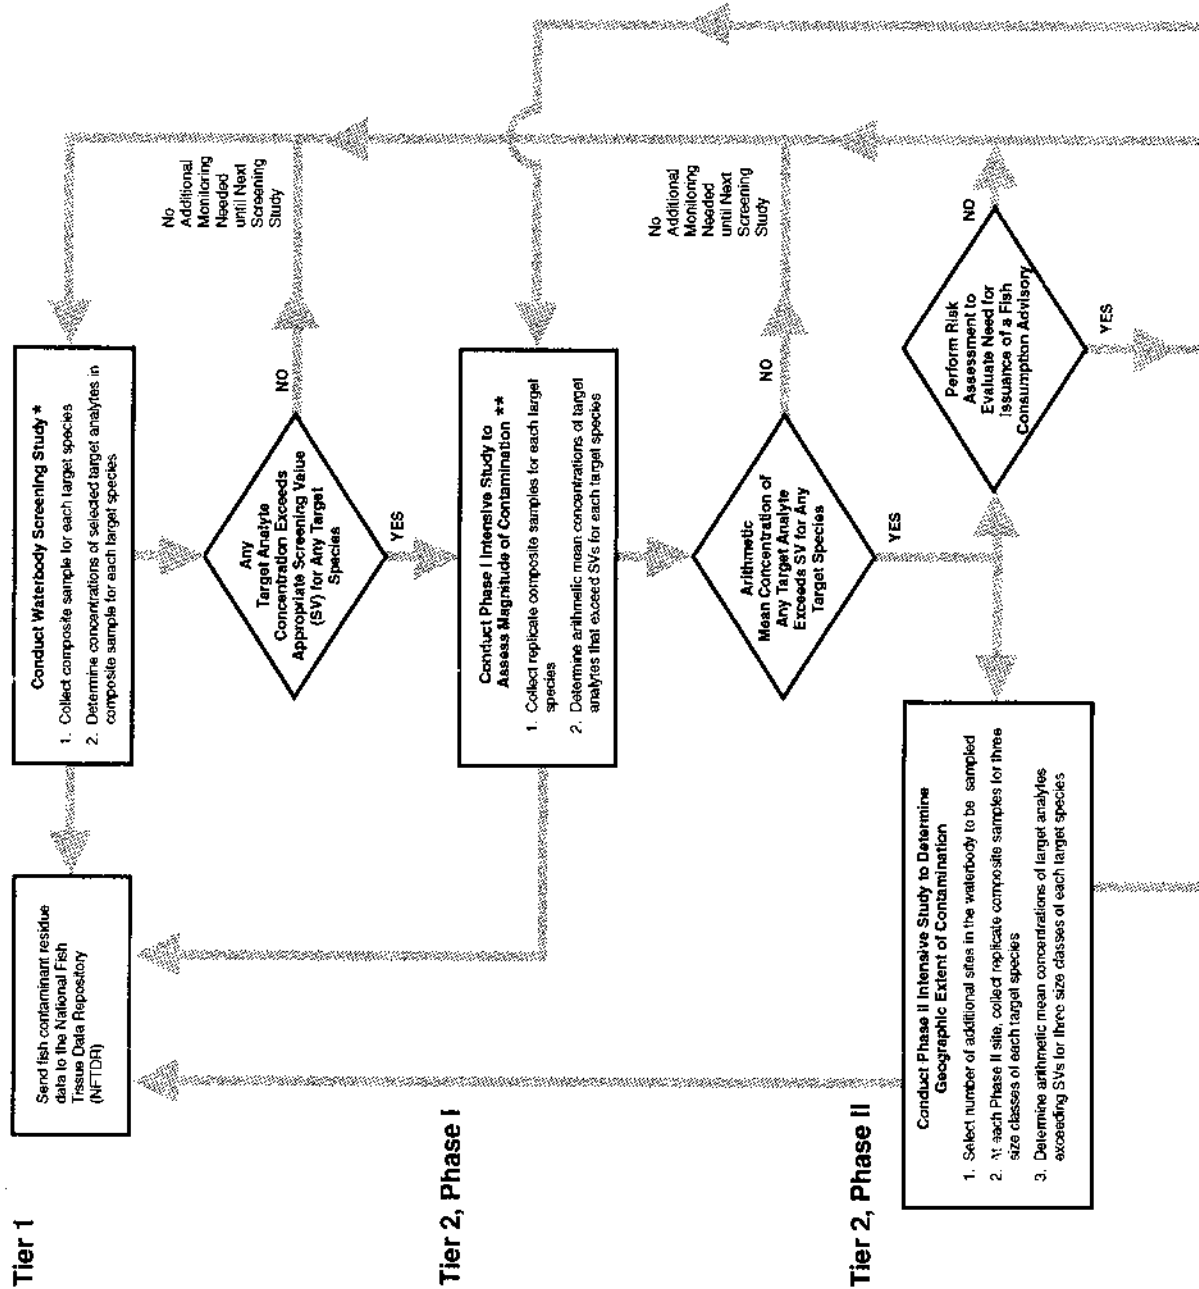 Tier 1
Send fish contaminant residue
data to the National Fish
Tissue Data Repository
(NFTDR)
Conduct Waterbody Screening Study *
1. Collect composite sample for each target species
2. Determine concentrations of selected target analytes in
composite sample for each target species
Any
Target Analyte
Concentration Exceeds
Appropriate Screening Value
(SV) for Any Target
Species
NO
No
Additional
Monitoring
Needed
until Next
Screening
Study
YES
Tier 2, Phase I
Conduct Phase I Intensive Study to
Assess Magnitude of Contamination **
1. Collect replicate composite samples for each target
species
2. Determine arithmetic mean concentrations of target
analytes that exceed SVs for each target species
Arithmetic
Mean Concentration of
Any Target Analyte
Exceeds SV for Any
Target Species
NO
No
Additional
Monitoring
Needed
until Next
Screening
Study
YES
Tier 2, Phase II
Conduct Phase II Intensive Study to Determine
Geographic Extent of Contamination
1. Select number of additional sites in the waterbody to be sampled
2. At each Phase II site, collect replicate composite samples for three
size classes of each target species
3. Determine arithmetic mean concentrations of target analytes
exceeding SVs for three size classes of each target species
Perform Risk
Assessment to
Evaluate Need for
Issuance of a Fish
Consumption Advisory
NO
YES